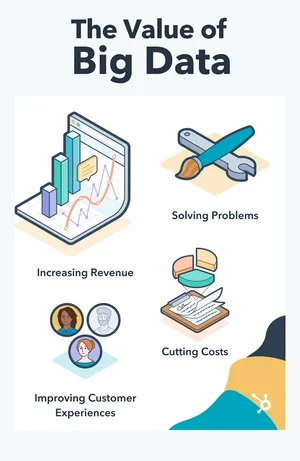 The Value of
Big Data
Increasing Revenue
Solving Problems
Improving Customer
Experiences
Cutting Costs